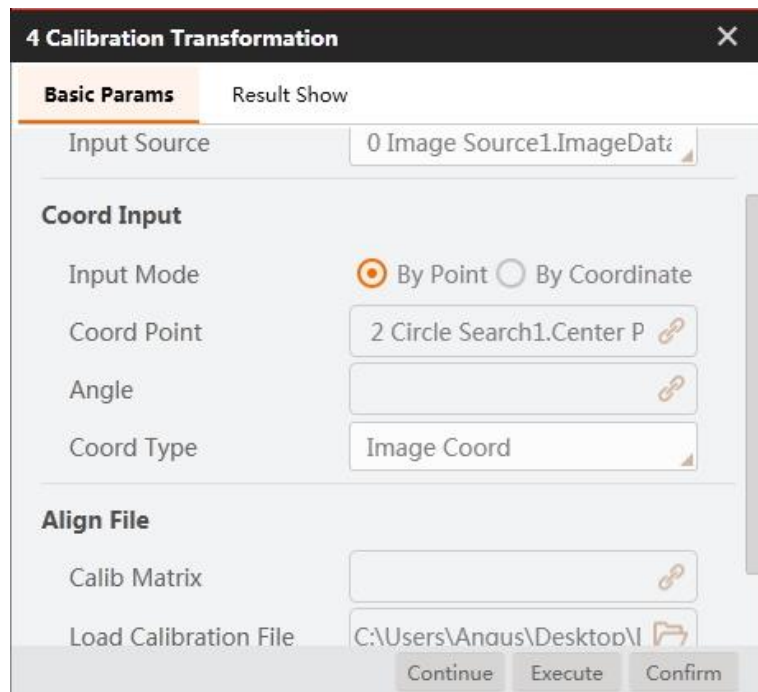 4 Calibration Transformation
Basic Params Result Show
Input Source 0 Image Source1.ImageData
Coord Input
Input Mode By Point By Coordinate
Coord Point 2 Circle Search1.Center P
Angle
Coord Type Image Coord
Align File
Calib Matrix
Load Calibration File C:\Users\Angus\Desktop\
Continue Execute Confirm